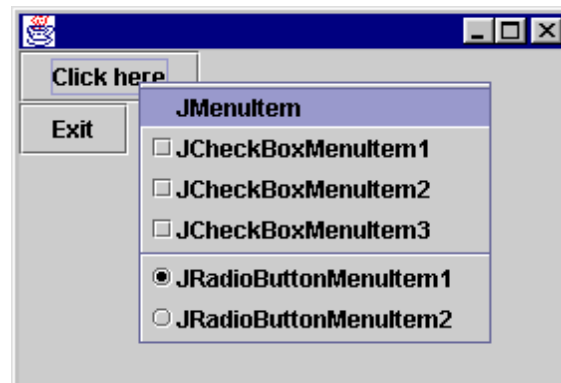 Click here
JMenuItem
Exit
JCheckBoxMenuItem1
JCheckBoxMenuItem2
JCheckBoxMenuItem3
JRadioButtonMenuItem1
JRadioButtonMenuItem2